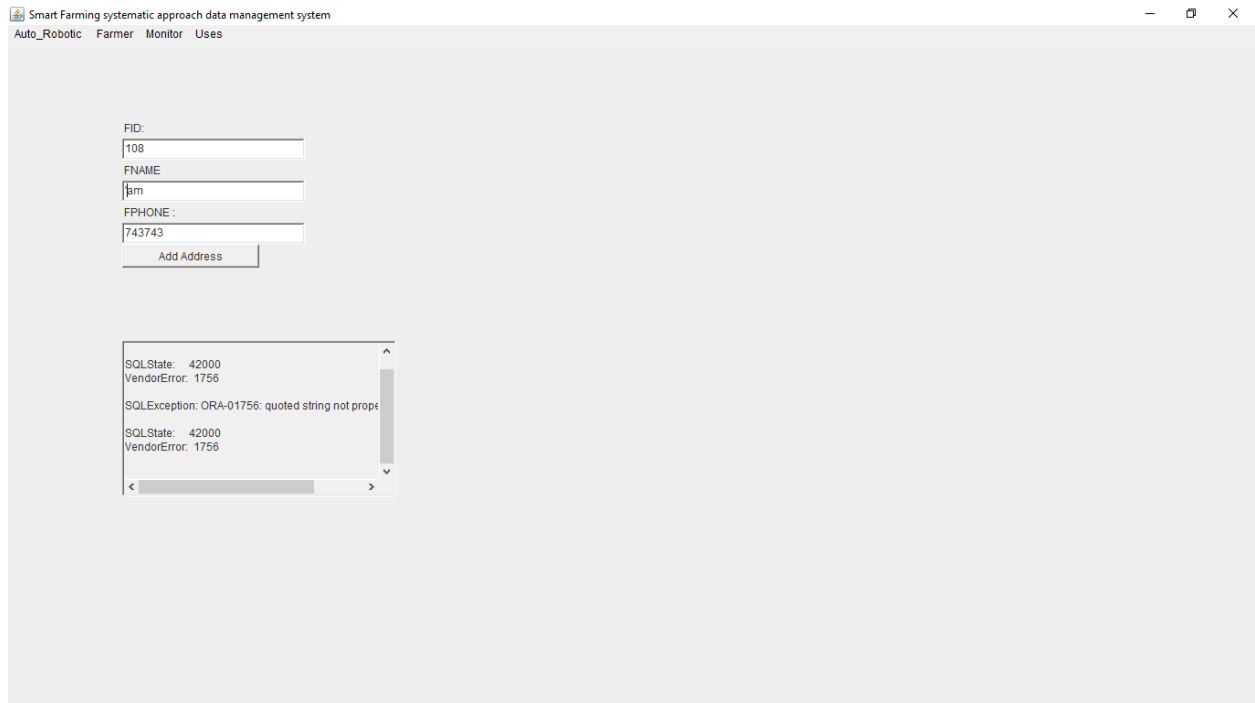 Smart Farming systematic approach data management system
Auto_Robotic Farmer Monitor Uses
FID:
108
FNAME
FPHONE :
743743
Add Address
SQLState: 42000
VendorError: 1756
SQLException: ORA-01756: quoted string not prope
SQLState: 42000
VendorError: 1756